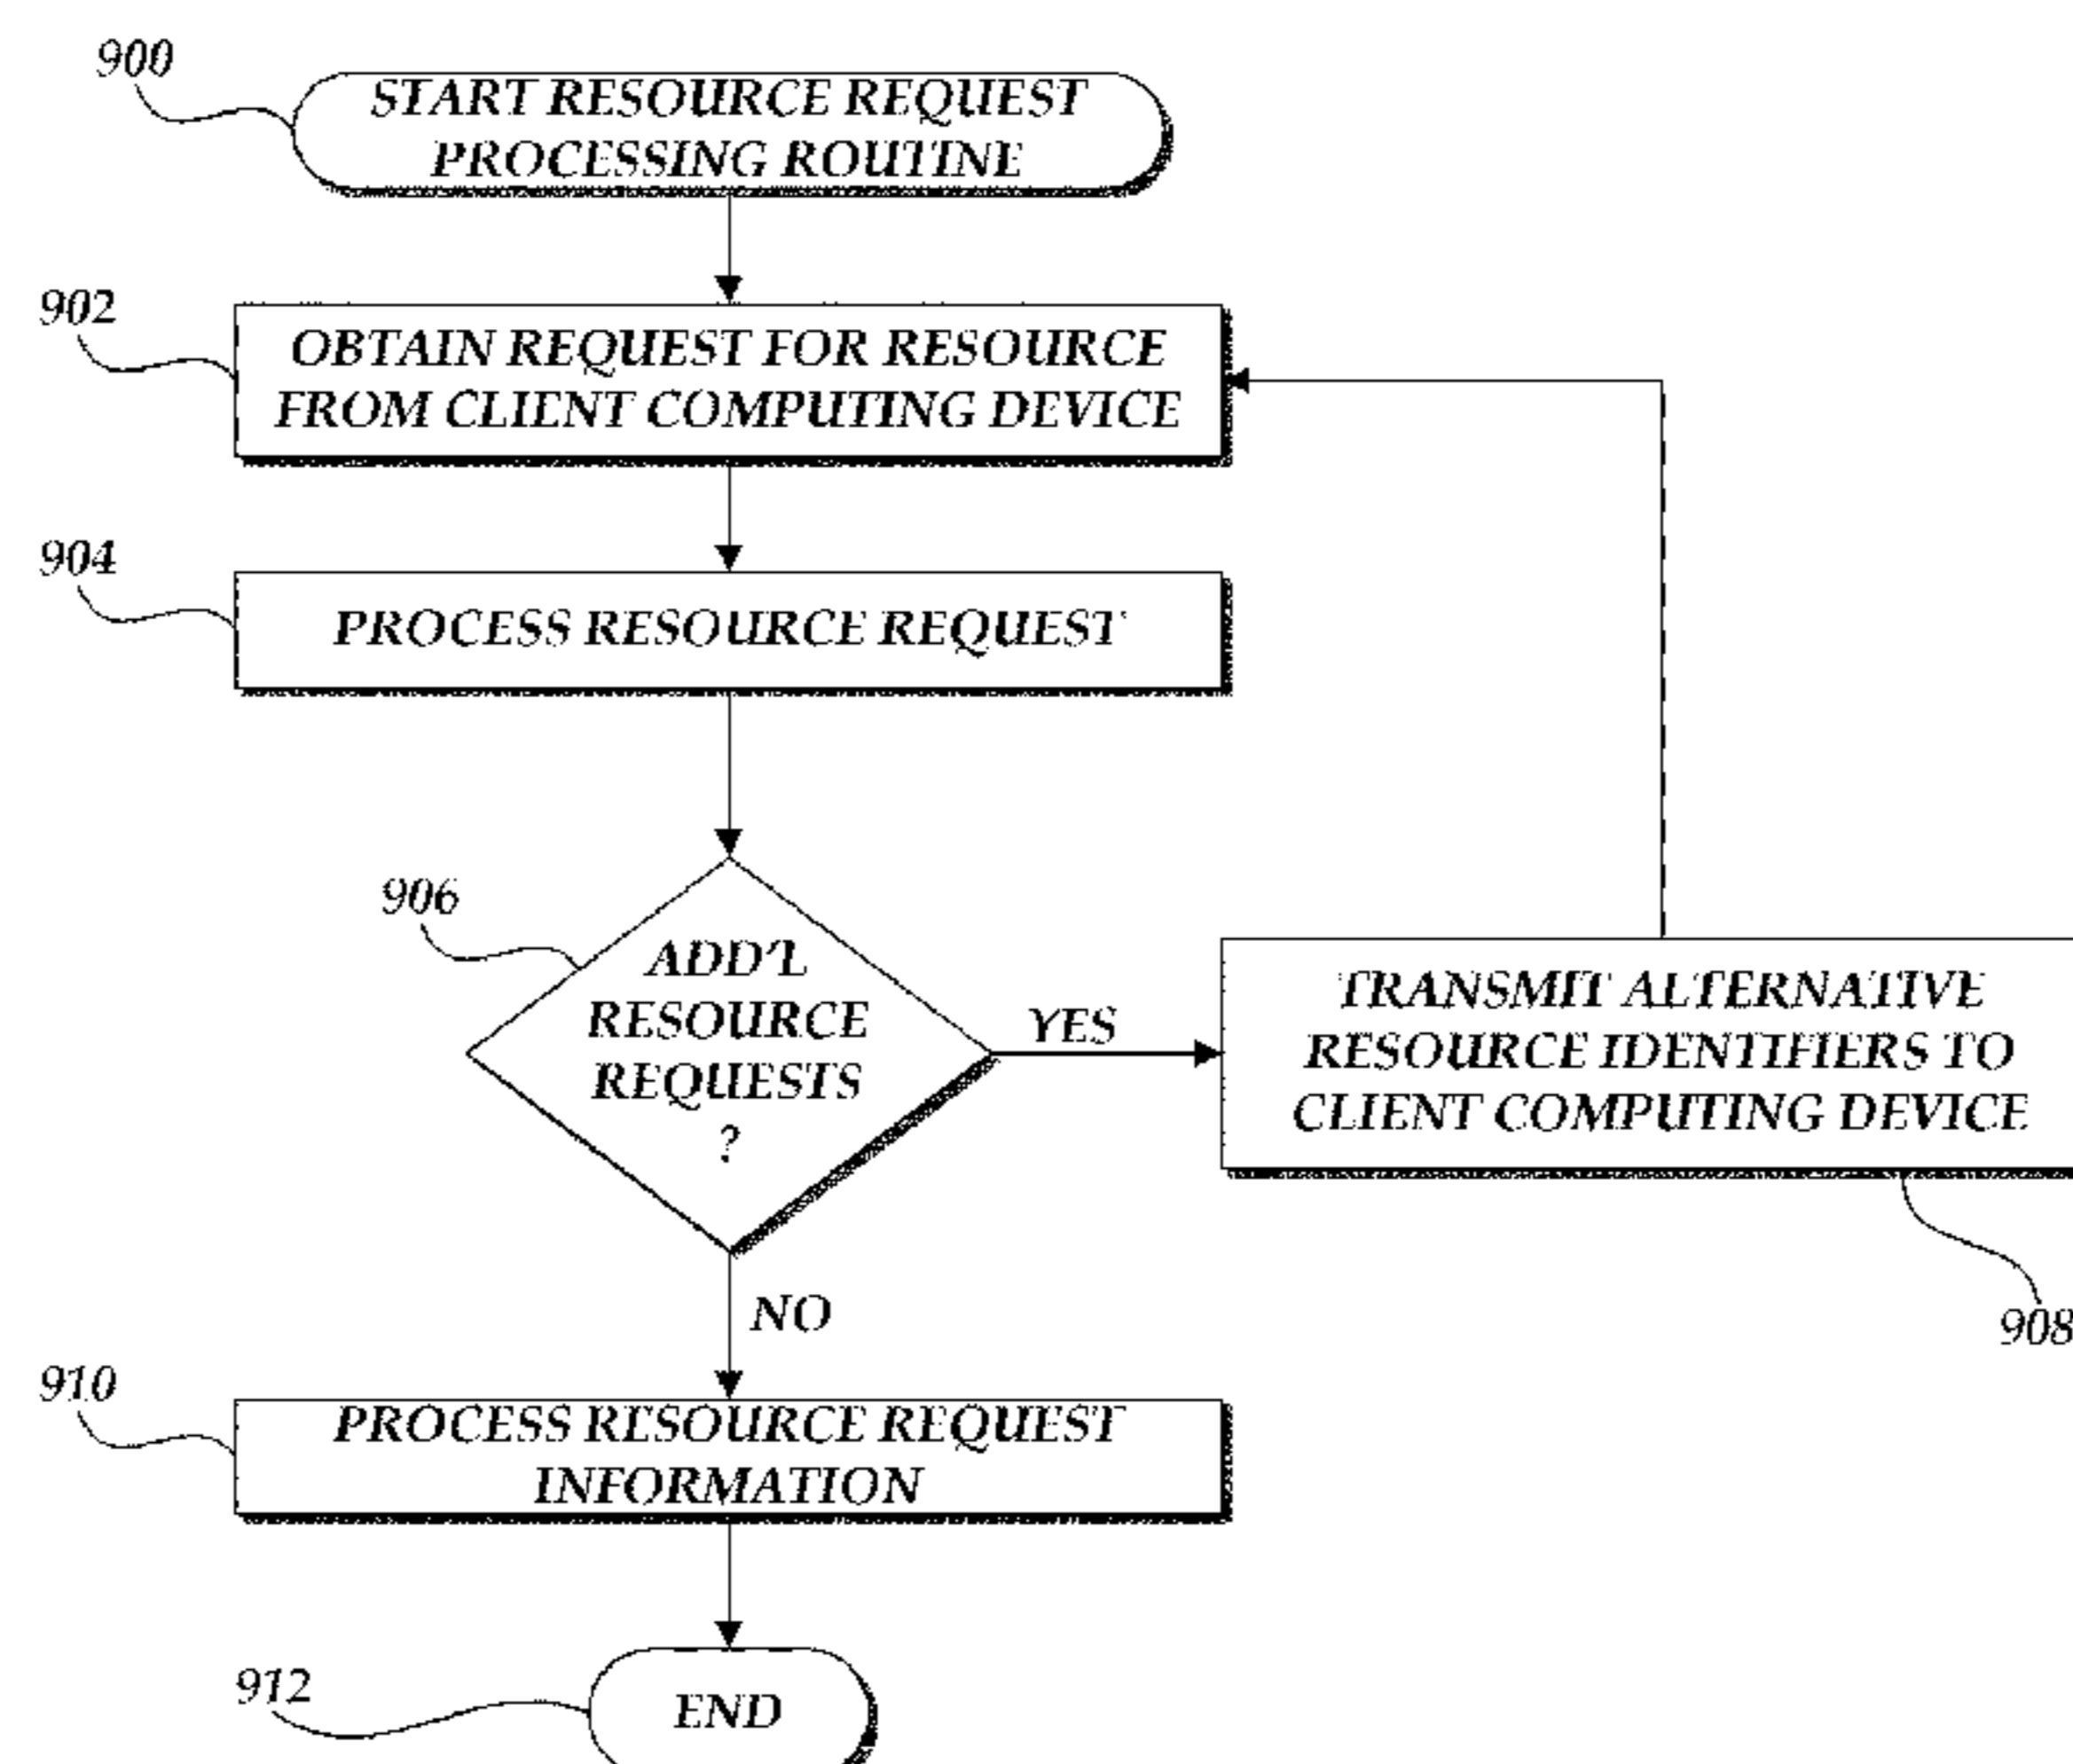 900
START RESOURCE REQUEST
PROCESSING ROUTINE
902
OBTAIN REQUEST FOR RESOURCE
FROM CLIENT COMPUTING DEVICE
904
PROCESS RESOURCE REQUEST
906
ADD'L
RESOURCE
REQUESTS
?
YES
TRANSMIT ALTERNATIVE
RESOURCE IDENTIFIERS TO
CLIENT COMPUTING DEVICE
908
NO
910
PROCESS RESOURCE REQUEST
INFORMATION
912
END